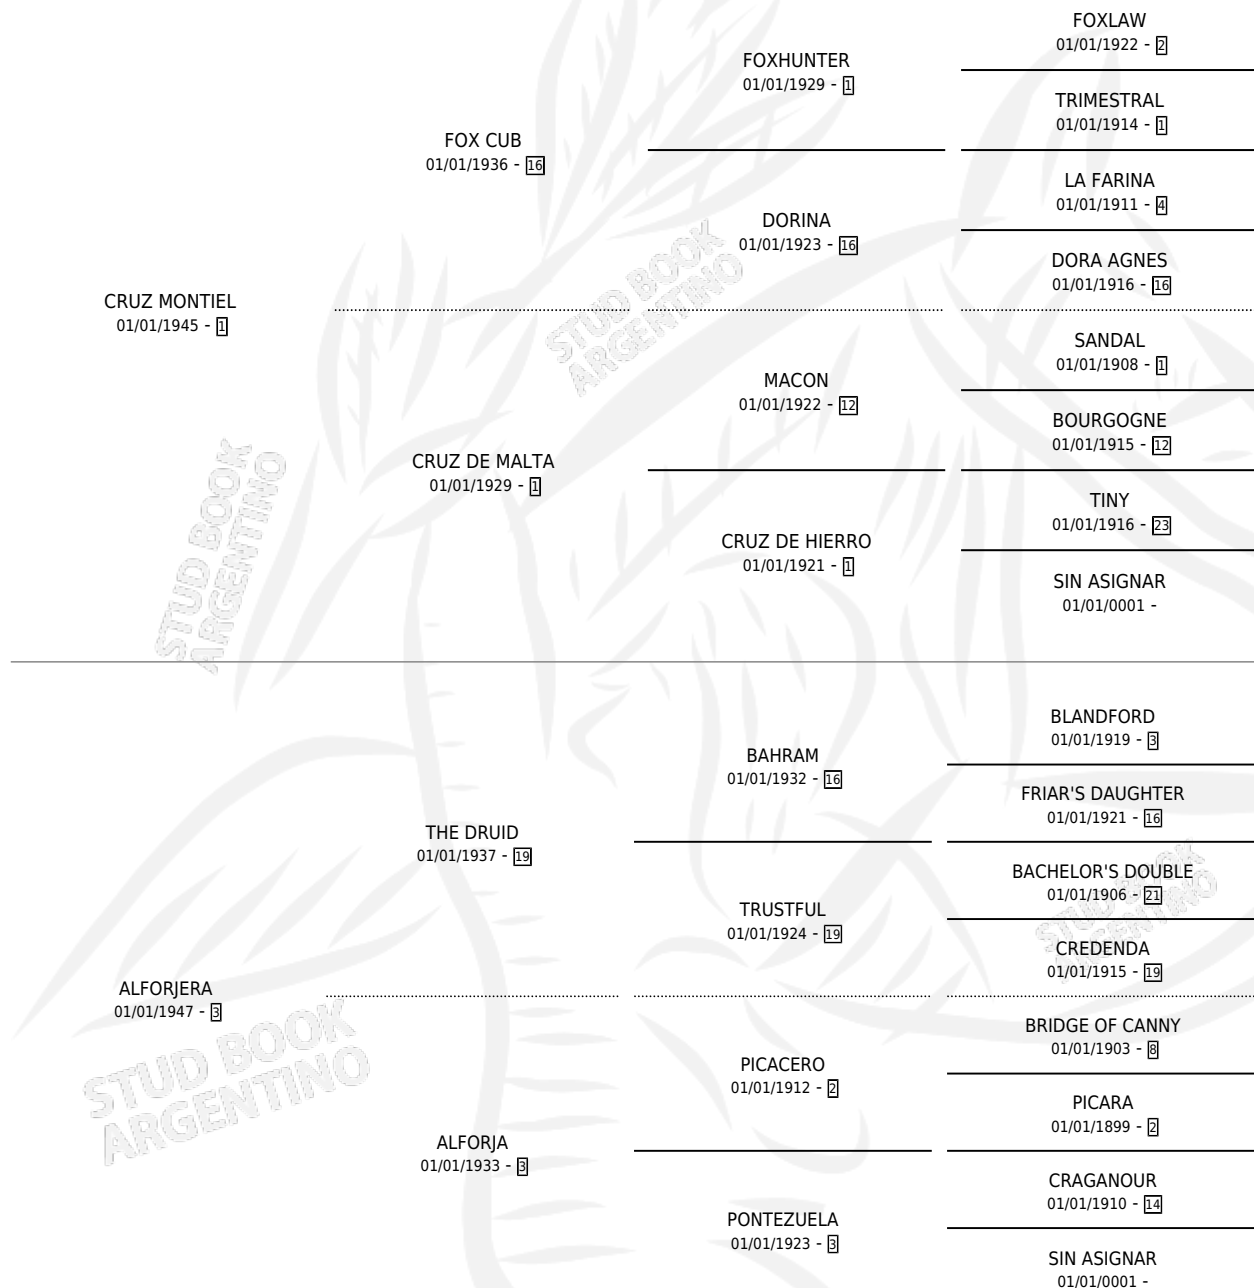 CRUZ MONTIEL
01/01/1945 - 1
FOX CUB
01/01/1936 - 16
CRUZ DE MALTA
01/01/1929 - 1
FOXHUNTER
01/01/1929 - 1
DORINA
01/01/1923 - 16
MACON
01/01/1922 - 12
CRUZ DE HIERRO
01/01/1921 - 1
FOXLAW
01/01/1922 - 2
TRIMESTRAL
01/01/1914 - 1
LA FARINA
01/01/1911 - 4
DORA AGNES
01/01/1916 - 16
SANDAL
01/01/1908 - 1
BOURGOGNE
01/01/1915 - 12
TINY
01/01/1916 - 23
SIN ASIGNAR
01/01/0001 -
ALFORJERA
01/01/1947 - 3
THE DRUID
01/01/1937 - 19
ALFORJA
01/01/1933 - 3
BAHRAM
01/01/1932 - 16
TRUSTFUL
01/01/1924 - 19
PICACERO
01/01/1912 - 2
PONTEZUELA
01/01/1923 - 3
BLANDFORD
01/01/1919 - 3
FRIAR'S DAUGHTER
01/01/1921 - 16
BACHELOR'S DOUBLE
01/01/1906 - 21
CREDENDA
01/01/1915 - 19
BRIDGE OF CANNY
01/01/1903 - 8
PICARA
01/01/1899 - 2
CRAGANOUR
01/01/1910 - 14
SIN ASIGNAR
01/01/0001 -
STUD BOOK
ARGENTINO
STUD BOOK
ARGENTINO
STUD BOOK
ARGENTINO
STUD BOOK
ARGENTINO